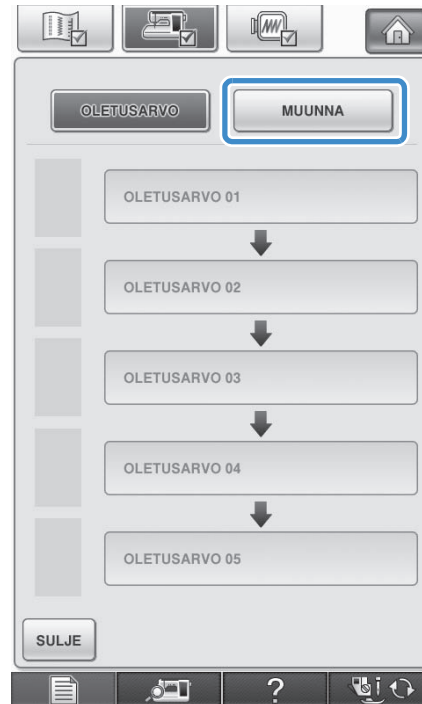 OLETUSARVO MUUNNA
OLETUSARVO 01
OLETUSARVO 02
OLETUSARVO 03
OLETUSARVO 04
OLETUSARVO 05
SULJE
?